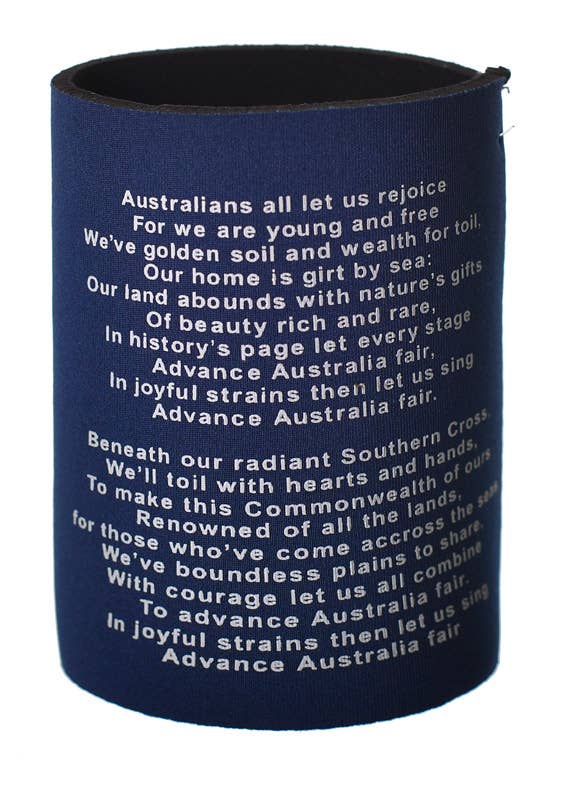 Australians all let us rejoice
For we are young and free
We've golden soil and wealth for toil,
Our home is girt by sea:
Our land abounds with nature's gifts
Of beauty rich and rare,
In history's page let every stage
Advance Australia fair,
In joyful strains then let us sing
Advance Australia fair.
Beneath our radiant Southern Cross,
We'll toil with hearts and hands,
To make this Commonwealth of ours
Renowned of all the lands,
for those who've come accross the seas
We've boundless plains to share,
With courage let us all combine
To advance Australia fair.
In joyful strains then let us sing
Advance Australia fair